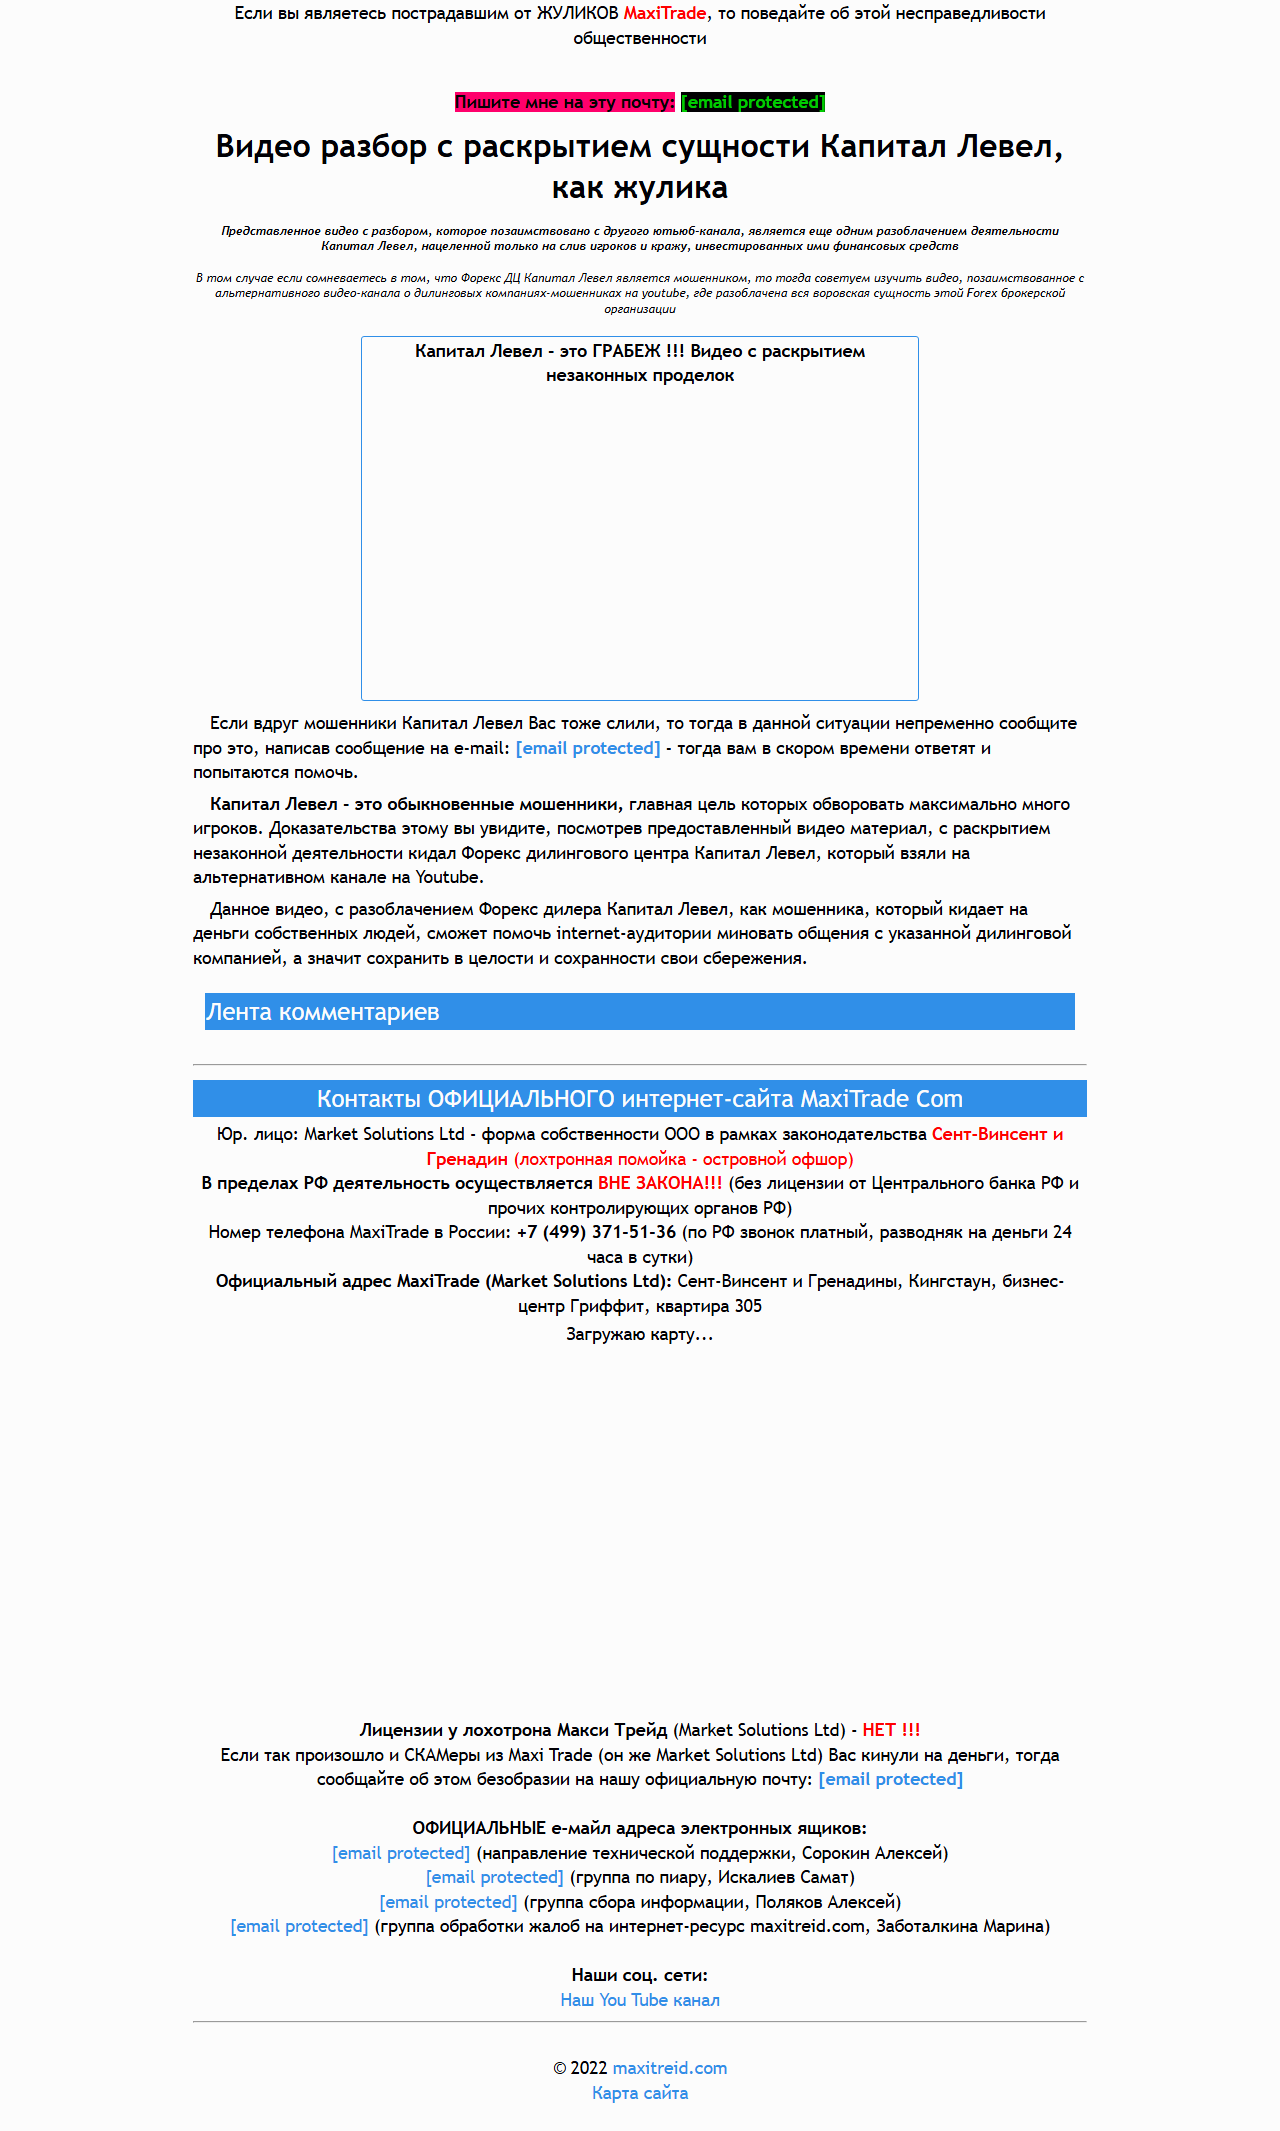 Если вы являетесь пострадавшим от ЖУЛИКОВ MaxiTrade, то поведайте об этой несправедливости
общественности
Пишите мне на эту почту: [email protected]
Видео разбор с раскрытием сущности Капитал Левел,
как жулика
Представленное видео с разбором, которое позаимствовано с другого ютьюб-канала, является еще одним разоблачением деятельности
Капитал Левел, нацеленной только на слив игроков и кражу, инвестированных ими финансовых средств
В том случае если сомневаетесь в том, что Форекс ДЦ Капитал Левел является мошенником, то тогда советуем изучить видео, позаимствованное с
альтернативного видео-канала о дилинговых компаниях-мошенниках на youtube, где разоблачена вся воровская сущность этой Forex брокерской
организации
Капитал Левел - это ГРАБЕЖ !!! Видео с раскрытием
незаконных проделок
Если вдруг мошенники Капитал Левел Вас тоже слили, то тогда в данной ситуации непременно сообщите
про это, написав сообщение на e-mail: [email protected] - тогда вам в скором времени ответят и
попытаются помочь.
Капитал Левел – это обыкновенные мошенники, главная цель которых обворовать максимально много
игроков. Доказательства этому вы увидите, посмотрев предоставленный видео материал, с раскрытием
незаконной деятельности кидал Форекс дилингового центра Капитал Левел, который взяли на
альтернативном канале на Youtube.
Данное видео, с разоблачением Форекс дилера Капитал Левел, как мошенника, который кидает на
деньги собственных людей, сможет помочь internet-аудитории миновать общения с указанной дилинговой
компанией, а значит сохранить в целости и сохранности свои сбережения.
Лента комментариев
Контакты ОФИЦИАЛЬНОГО интернет-сайта MaxiTrade Com
Юр. лицо: Market Solutions Ltd - форма собственности ООО в рамках законодательства Сент-Винсент и
Гренадин (лохтронная помойка - островной офшор)
В пределах РФ деятельность осуществляется ВНЕ ЗАКОНА!!! (без лицензии от Центрального банка РФ и
прочих контролирующих органов РФ)
Номер телефона MaxiTrade в России: +7 (499) 371-51-36 (по РФ звонок платный, разводняк на деньги 24
часа в сутки)
Официальный адрес MaxiTrade (Market Solutions Ltd): Сент-Винсент и Гренадины, Кингстаун, бизнес-
центр Гриффит, квартира 305
Загружаю карту...
Лицензии у лохотрона Макси Трейд (Market Solutions Ltd) - НЕТ !!!
Если так произошло и СКАМеры из Maxi Trade (он же Market Solutions Ltd) Вас кинули на деньги, тогда
сообщайте об этом безобразии на нашу официальную почту: [email protected]
ОФИЦИАЛЬНЫЕ е-майл адреса электронных ящиков:
[email protected] (направление технической поддержки, Сорокин Алексей)
[email protected] (группа по пиару, Искалиев Самат)
[email protected] (группа сбора информации, Поляков Алексей)
[email protected] (группа обработки жалоб на интернет-ресурс maxitreid.com, Заботалкина Марина)
Наши соц. сети:
Наш You Tube канал
© 2022 maxitreid.com
Карта сайта